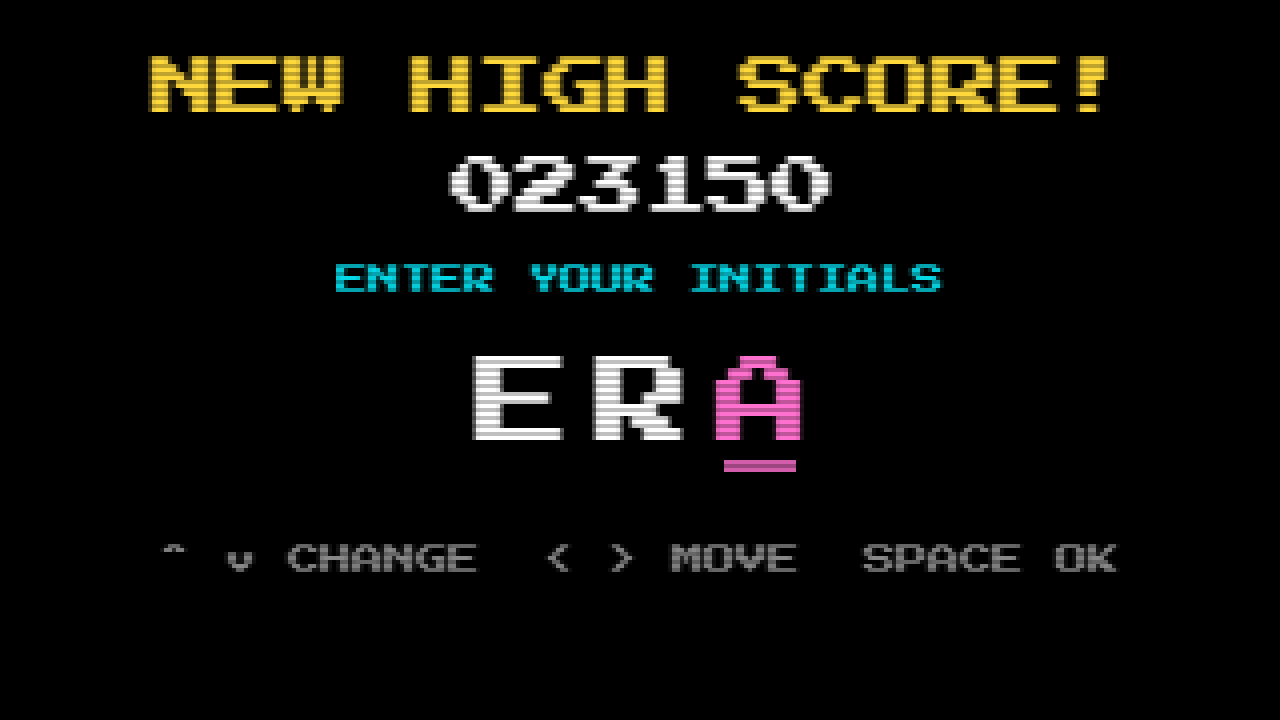 NEW HIGH SCORE!
023150
ENTER YOUR INITIALS
ERA
^ v CHANGE < > MOVE SPACE OK